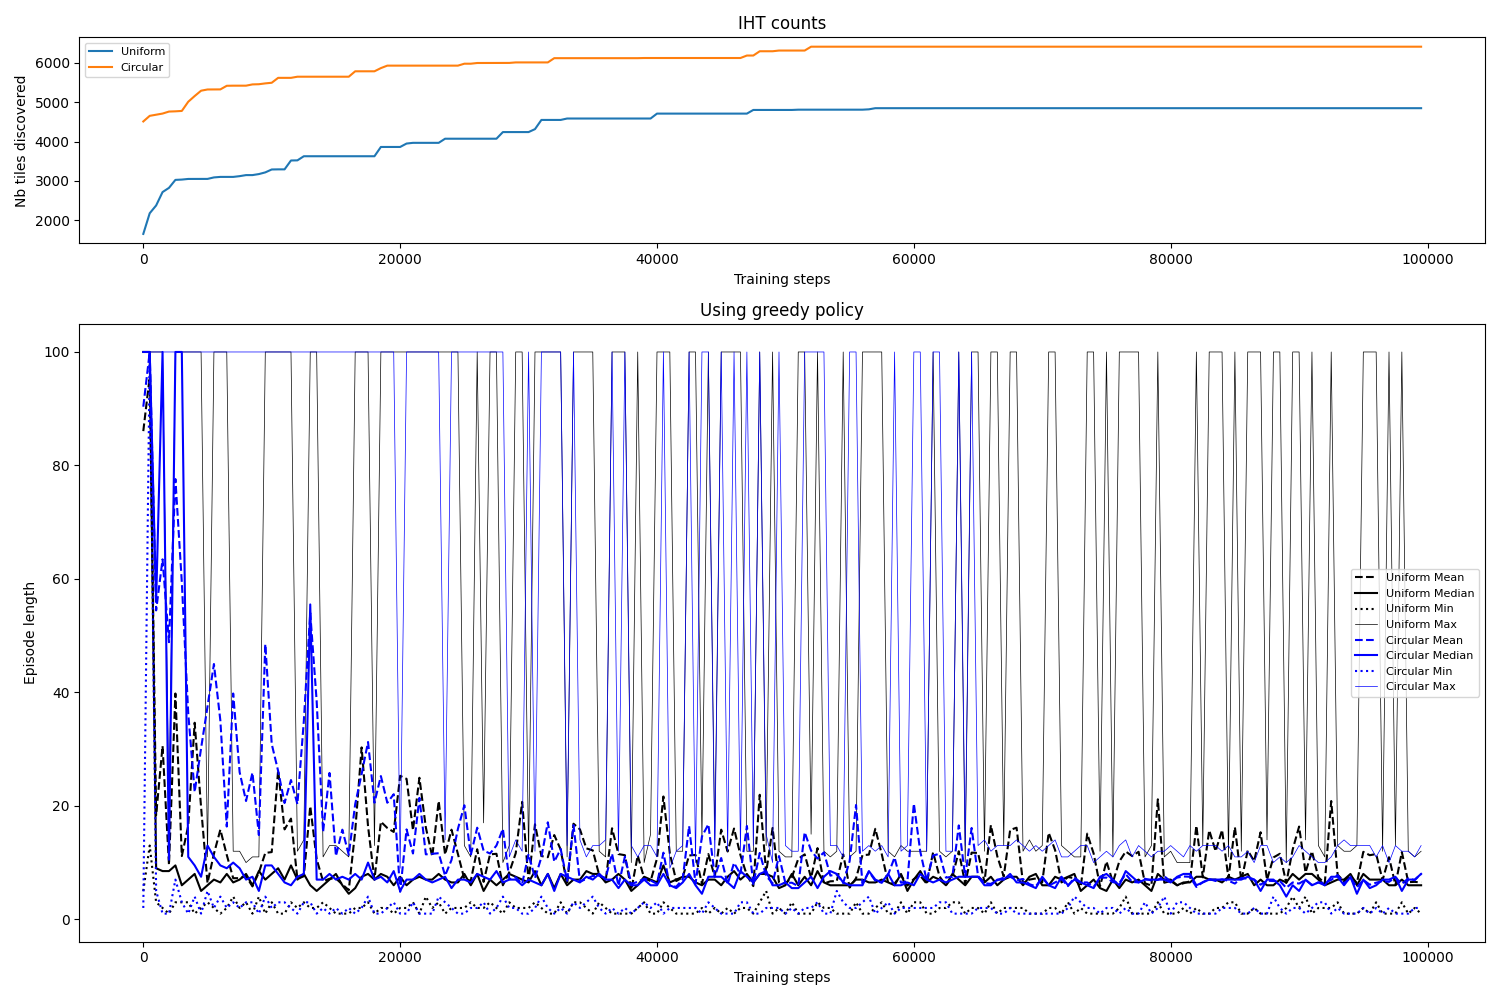 IHT counts
Nb tiles discovered
6000
5000
4000
3000
2000
Uniform
Circular
0
20000
40000
60000
80000
100000
Training steps
Using greedy policy
Episode length
100
80
60
40
20
0
Uniform Mean
Uniform Median
Uniform Min
Uniform Max
Circular Mean
Circular Median
Circular Min
Circular Max
0
20000
40000
60000
80000
100000
Training steps